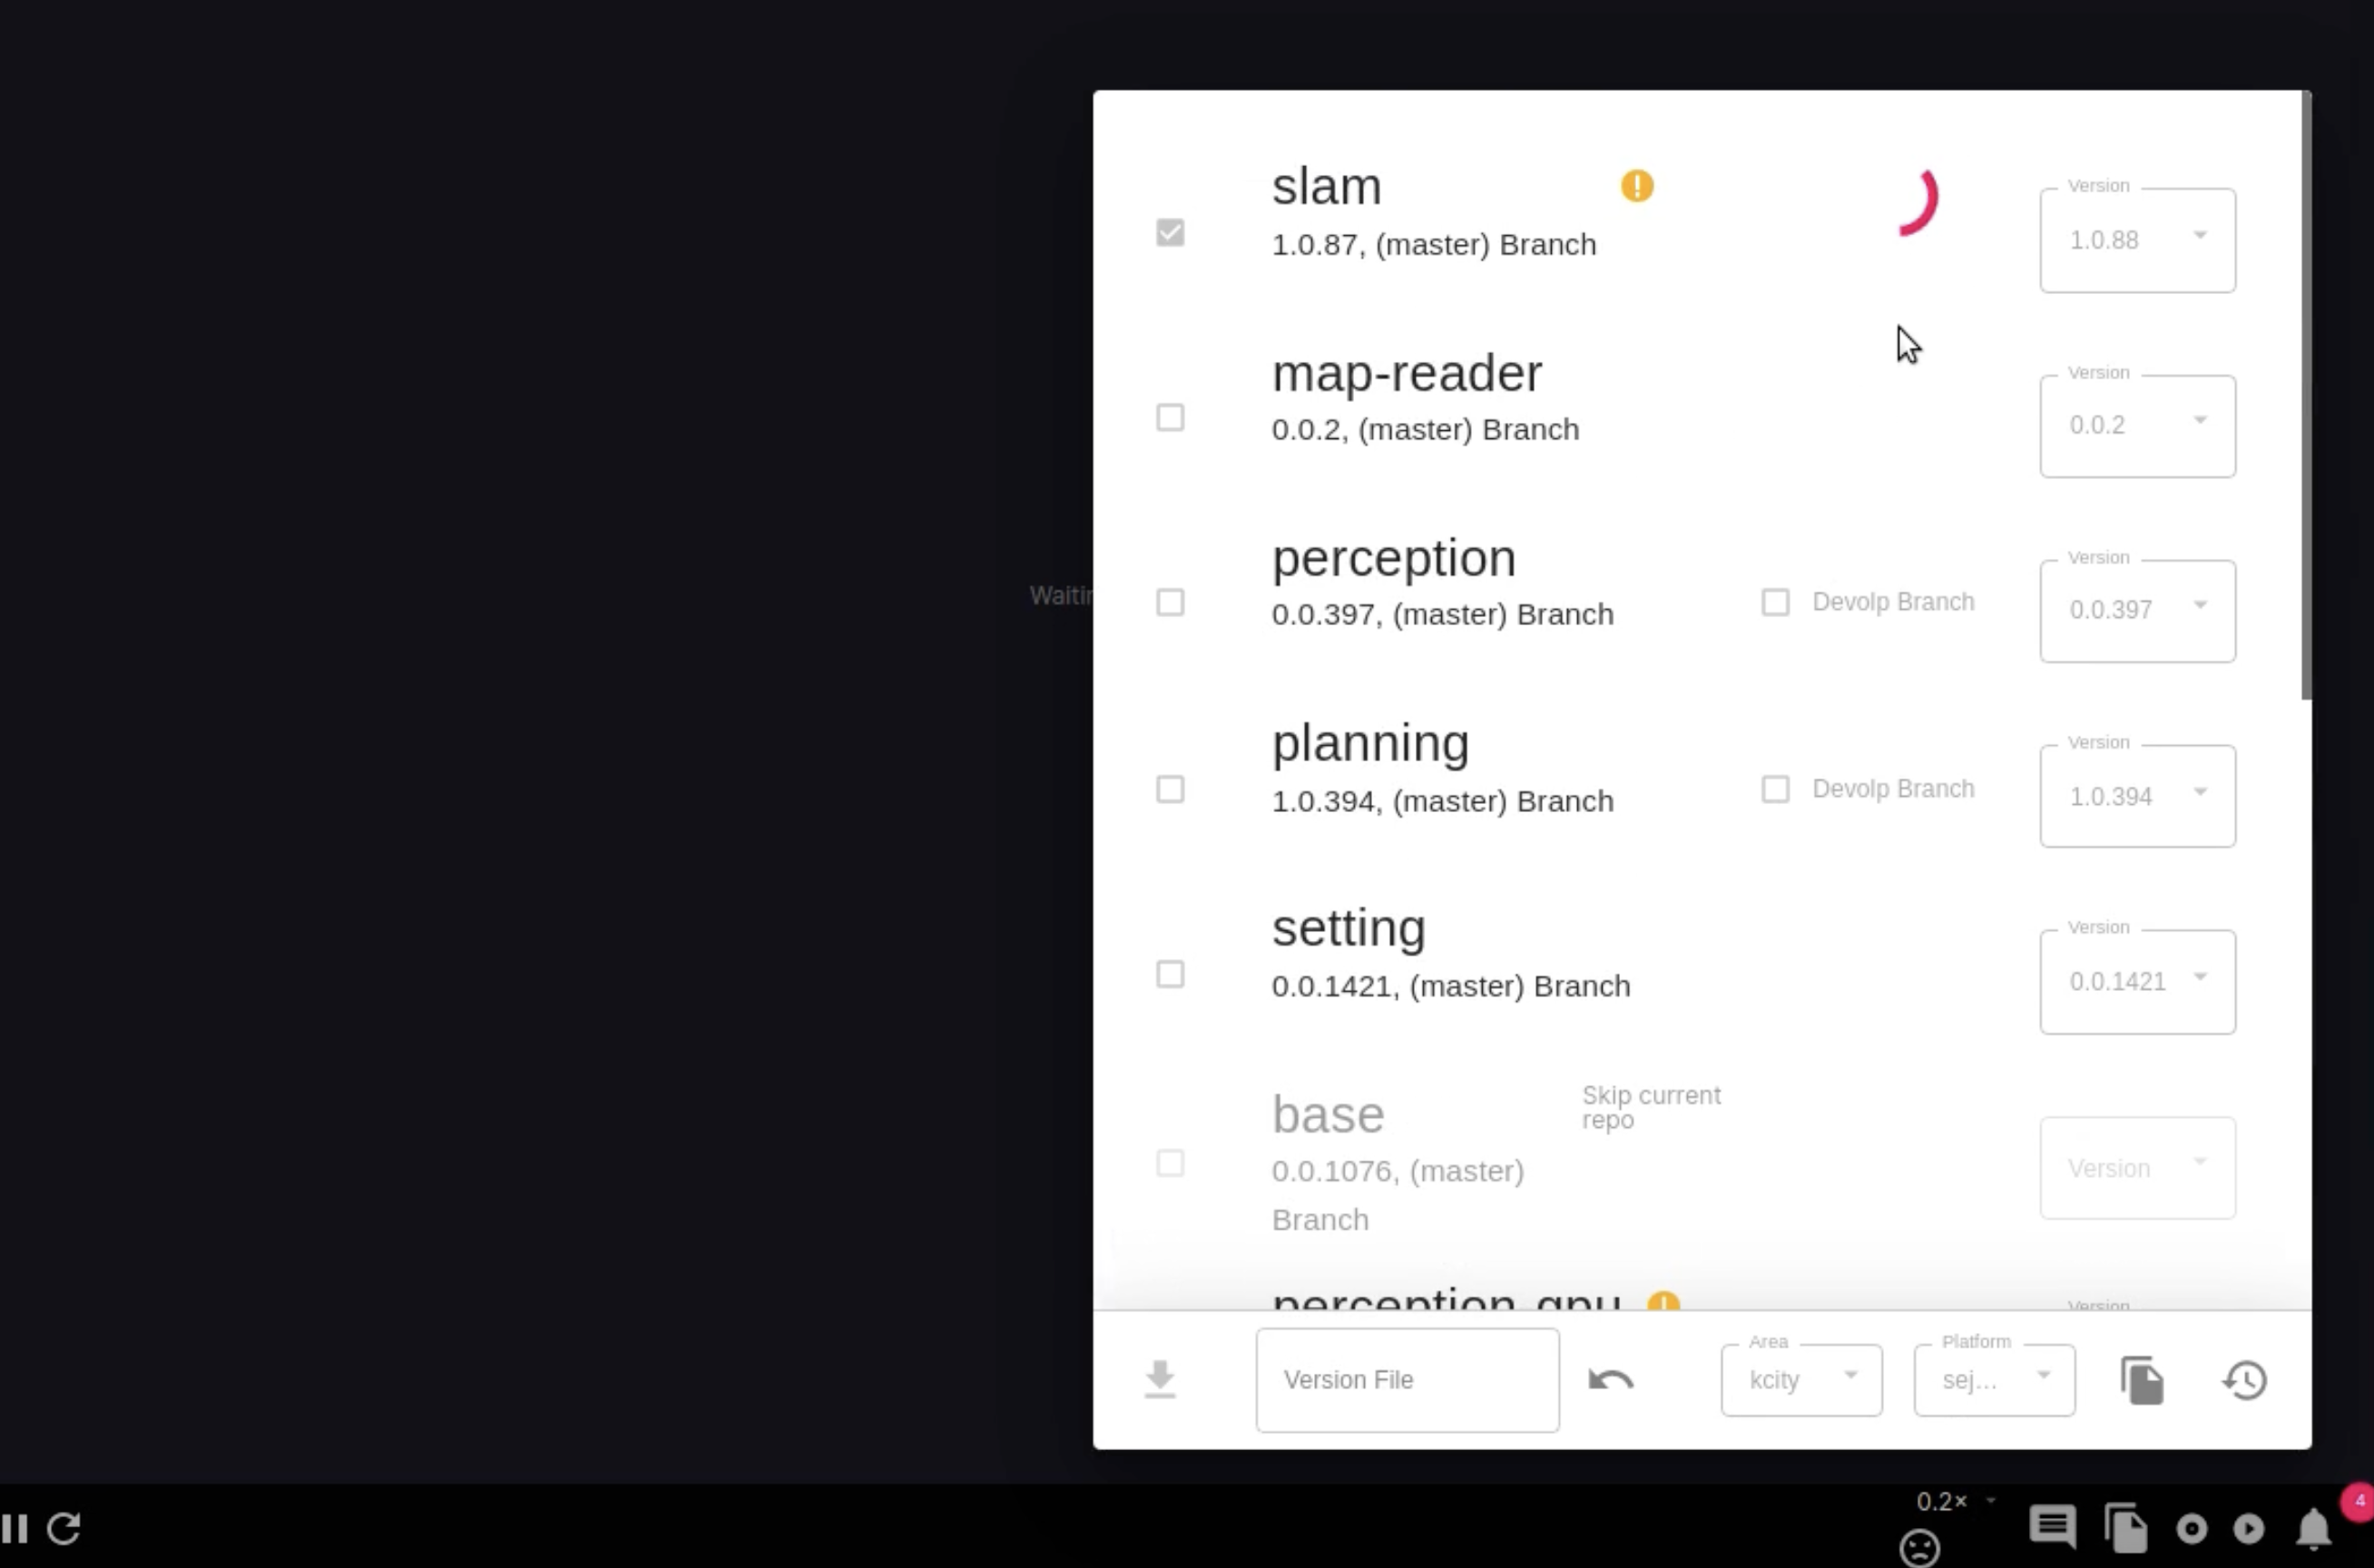 slam
1.0.87, (master) Branch
Version
1.0.88
map-reader
0.0.2, (master) Branch
Version
0.0.2
Waitin
perception
0.0.397, (master) Branch
Devolp Branch
Version
0.0.397
planning
1.0.394, (master) Branch
Devolp Branch
Version
1.0.394
setting
0.0.1421, (master) Branch
Version
0.0.1421
base
Skip current
repo
0.0.1076, (master)
Branch
Version
perception-gpu
Version
Version File
Area
kcity
Platform
sej...
0.2×
4